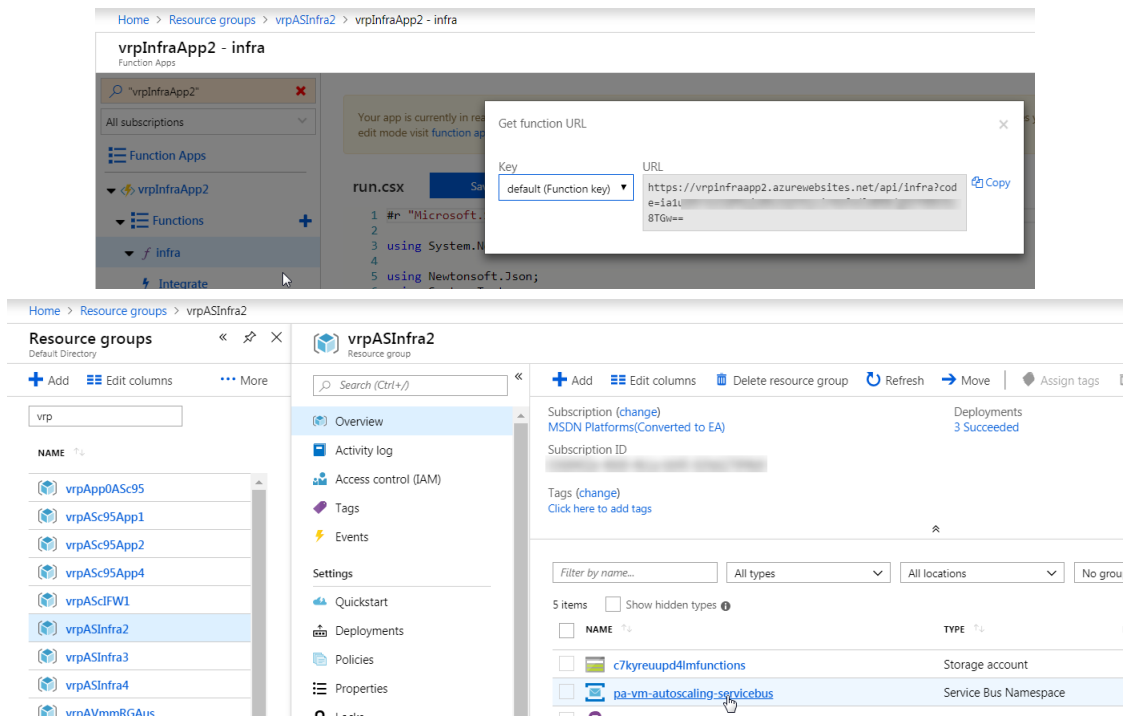 Home > Resource groups > vrpASInfra2 > vrpInfraApp2 - infra
vrpInfraApp2 - infra
Function Apps
"vrpInfraApp2"
All subscriptions
Function Apps
vrpInfraApp2
Functions
infra
Integrate
Your app is currently in rea
edit mode visit function ap
run.csx
Sa
1 #r "Microsoft.
2
3 using System.N
4
5 using Newtonsoft.Json;
Get function URL
Key
default (Function key)
URL
https://vrpinfraapp2.azurewebsites.net/api/infra?cod
e=ia1u
8TGw==
Copy
Home > Resource groups > vrpASInfra2
Resource groups
Default Directory
Add Edit columns More
vrp
NAME
vrpApp0ASc95
vrpASc95App1
vrpASc95App2
vrpASc95App4
vrpAScIFW1
vrpASInfra2
vrpASInfra3
vrpASInfra4
vrpAVmmRGAus
vrpASInfra2
Resource group
Search (Ctrl+/)
Overview
Activity log
Access control (IAM)
Tags
Events
Settings
Quickstart
Deployments
Policies
Properties
Locks
Add Edit columns Delete resource group Refresh Move Assign tags
Subscription (change)
MSDN Platforms(Converted to EA)
Subscription ID
Tags (change)
Click here to add tags
Deployments
3 Succeeded
Filter by name... All types All locations No grou
5 items Show hidden types
NAME TYPE
c7kyreuupd4lmfunctions Storage account
pa-vm-autoscaling-servicebus Service Bus Namespace